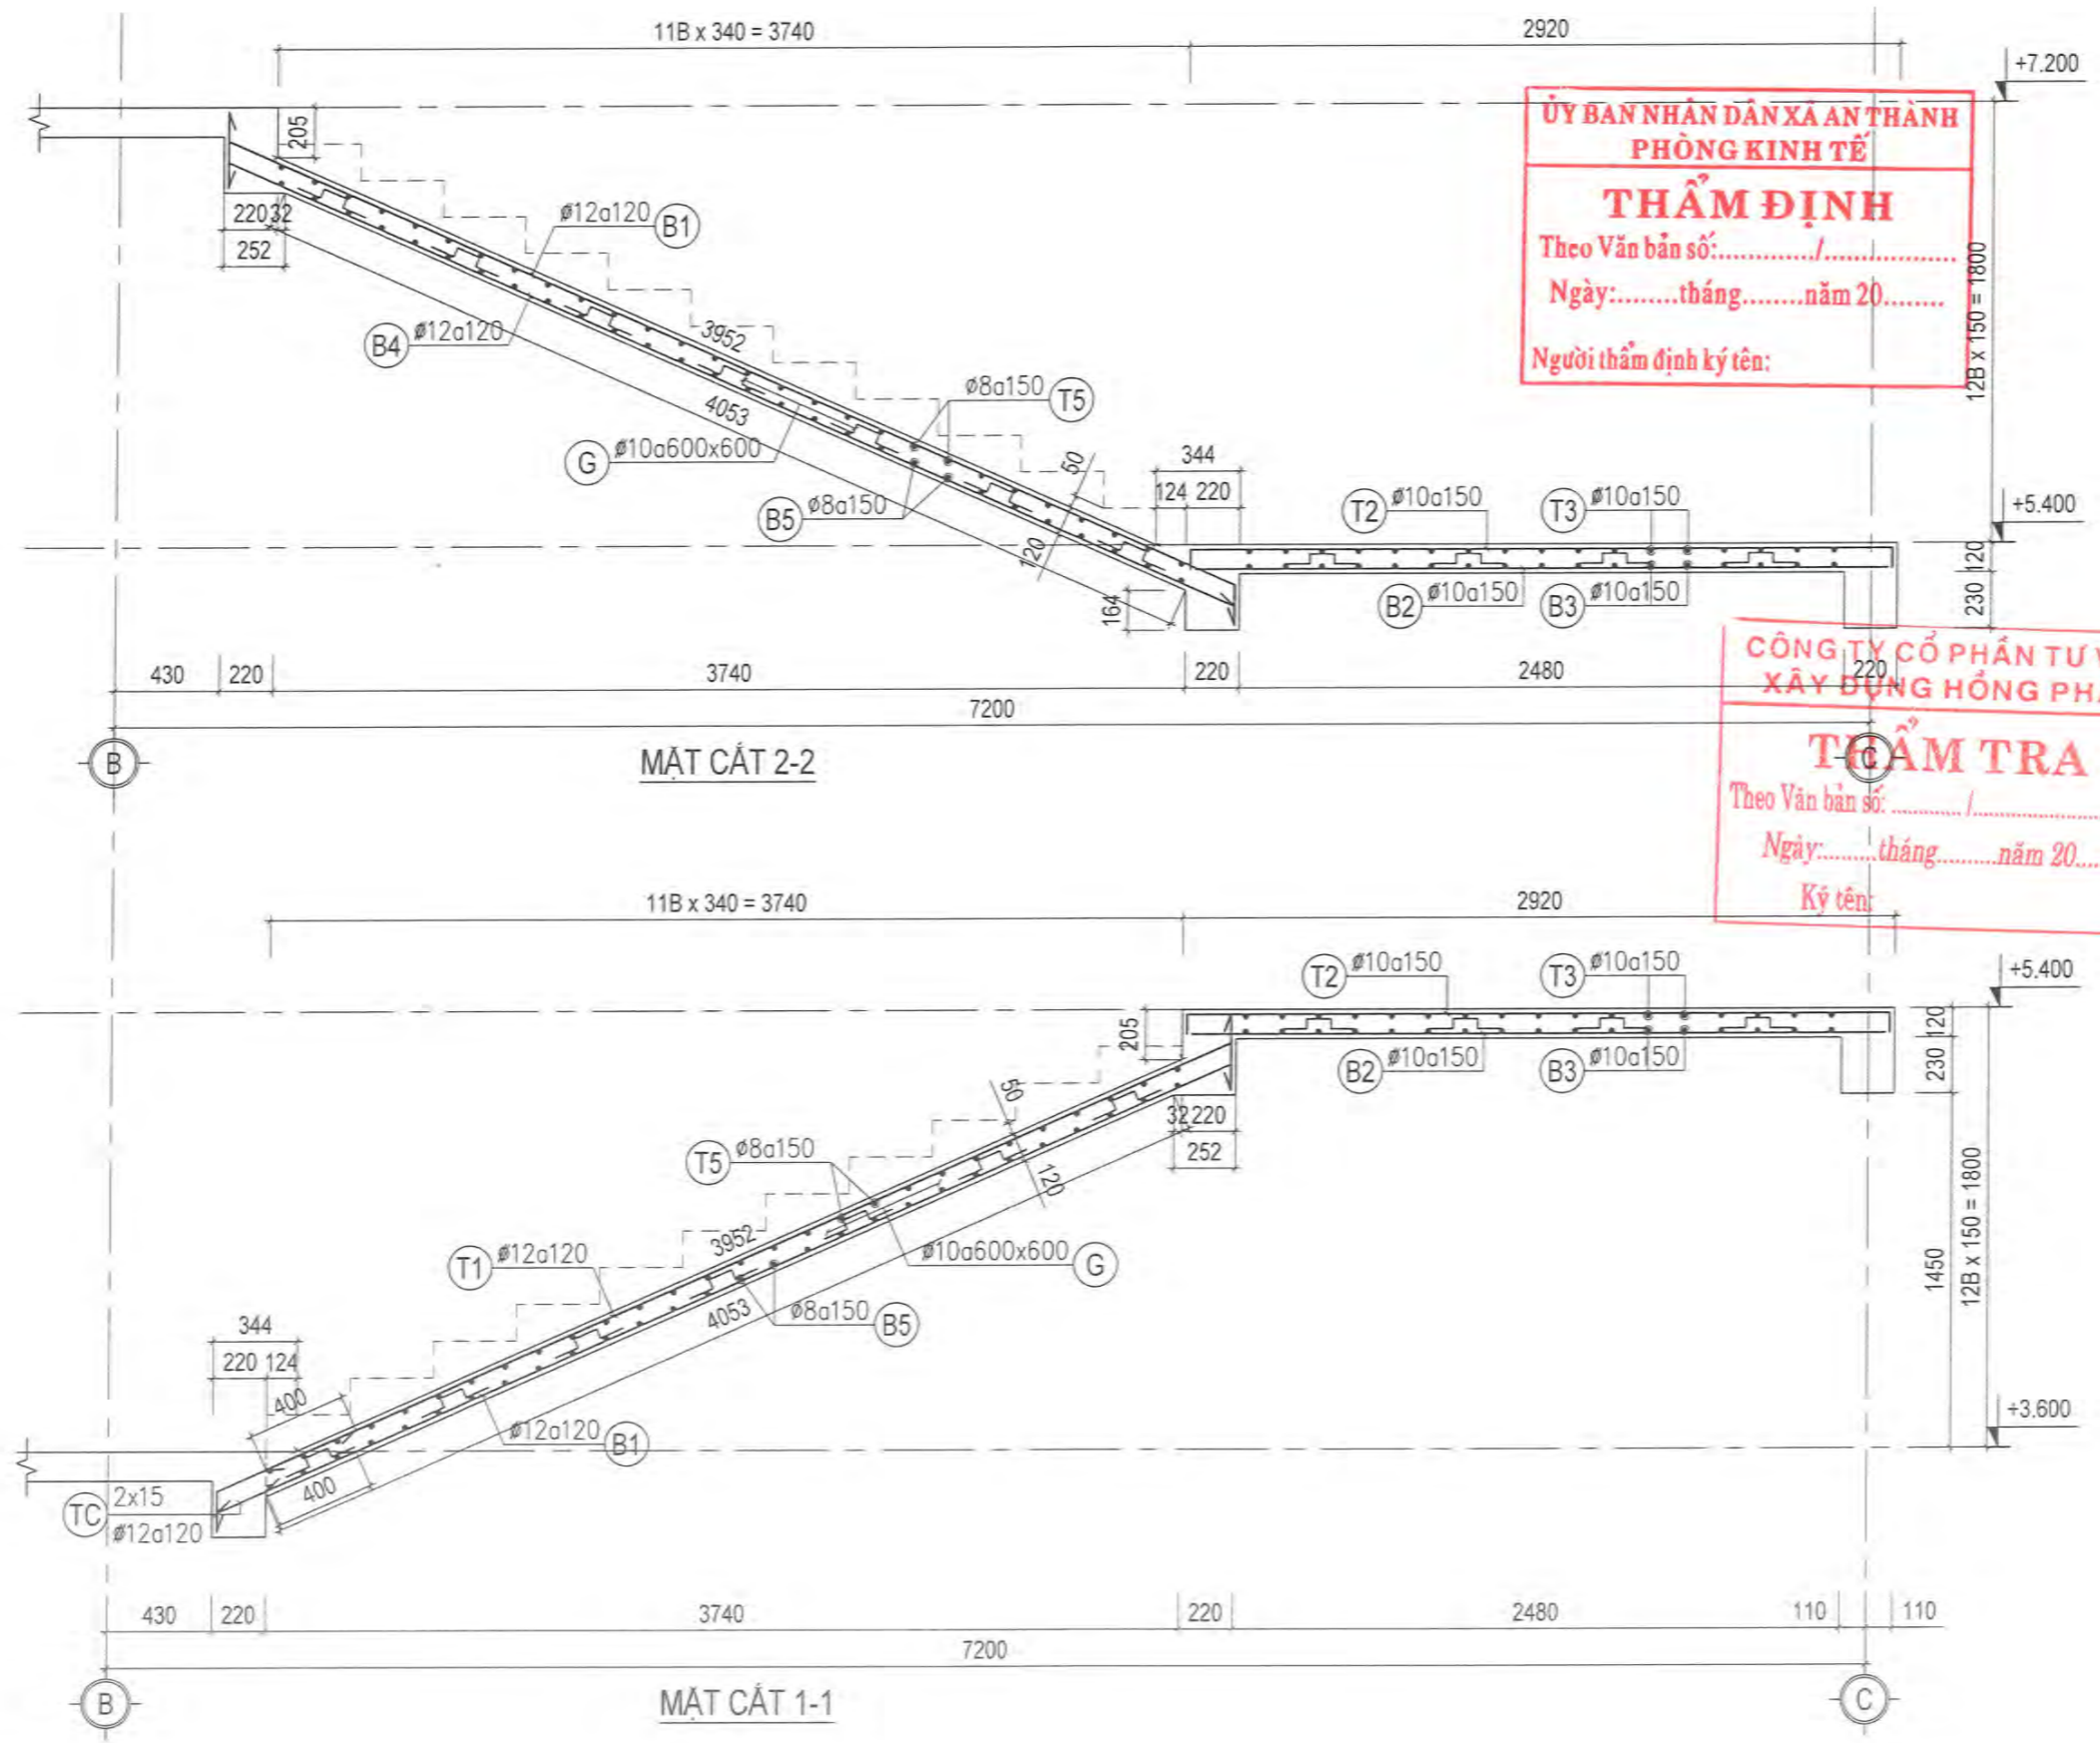 11B x 340 = 3740
2920
+7.200
ỦY BAN NHÂN DÂN XÃ AN THÀNH
PHÒNG KINH TẾ
THẨM ĐỊNH
Theo Văn bản số:............../..................
Ngày:.........tháng........năm 20........
Người thẩm định ký tên:
12B x 150 = 1800
205
22032
252
ø12a120 B1
B4 ø12a120
3952
4053
ø8a150 T5
G ø10a600x600
B5 ø8a150
50
120
344
124 220
164
T2 ø10a150
T3 ø10a150
B2 ø10a150
B3 ø10a150
+5.400
120
230
430
220
3740
220
2480
220
7200
B
C
MẶT CẮT 2-2
CÔNG TY CỔ PHẦN TƯ V
XÂY DỰNG HỒNG PHÁ
THẨM TRA
Theo Văn bản số: ............/....................
Ngày:.........tháng.........năm 20....
Ký tên:
11B x 340 = 3740
2920
T2 ø10a150
T3 ø10a150
+5.400
205
B2 ø10a150
B3 ø10a150
120
230
50
32220
252
120
T5 ø8a150
3952
ø10a600x600 G
T1 ø12a120
4053
ø8a150 B5
1450
12B x 150 = 1800
344
220 124
400
ø12a120 B1
400
+3.600
TC 2x15
ø12a120
430
220
3740
220
2480
110
110
7200
B
C
MẶT CẮT 1-1